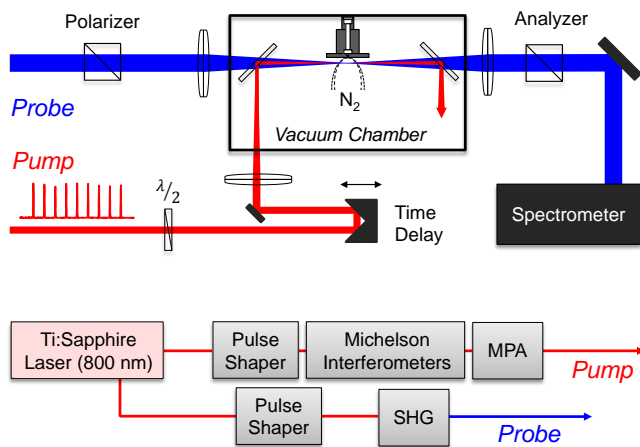 Polarizer
Analyzer
Probe
N₂
Vacuum Chamber
Pump
λ/2
Time
Delay
Spectrometer
Ti:Sapphire
Laser (800 nm)
Pulse
Shaper
Michelson
Interferometers
MPA
Pump
Pulse
Shaper
SHG
Probe